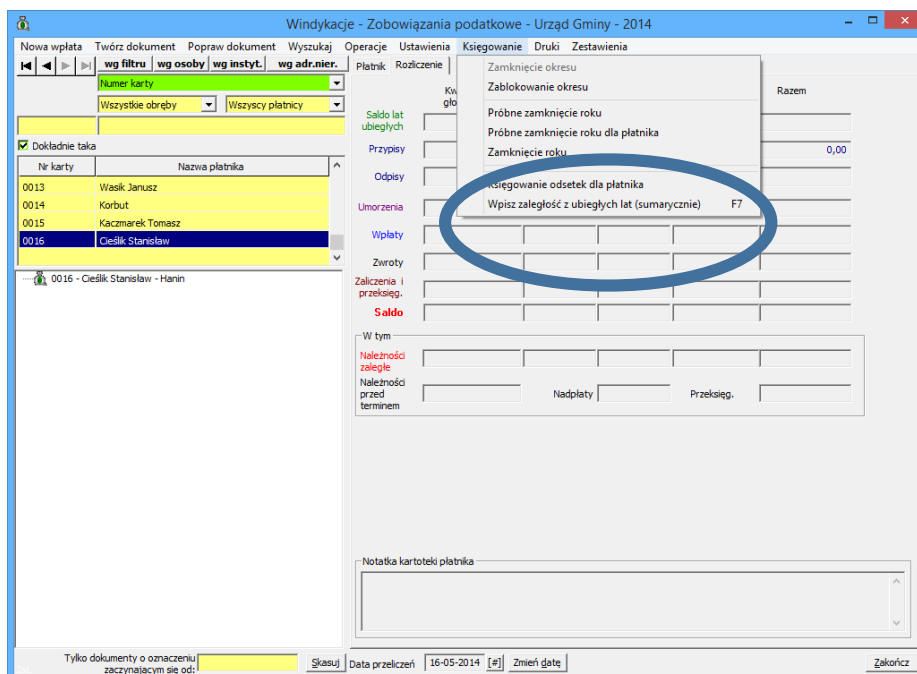 Windykacje - Zobowiązania podatkowe - Urząd Gminy - 2014
Nowa wpłata Twórz dokument Popraw dokument Wyszukaj Operacje Ustawienia Księgowanie Druki Zestawienia
wg filtru wg osoby wg instyt. wg adr.nier.
Numer karty
Wszystkie obręby Wszyscy płatnicy
Dokładnie taka
Nr karty Nazwa płatnika
0013 Wasik Janusz
0014 Korbut
0015 Kaczmarek Tomasz
0016 Cieślik Stanisław
0016 - Cieślik Stanisław - Hanin
Tylko dokumenty o oznaczeniu
zaczynającym się od:
Skasuj
Płatnik Rozliczenie
Zamknięcie okresu
Zablokowanie okresu
Próbne zamknięcie roku
Próbne zamknięcie roku dla płatnika
Zamknięcie roku
Księgowanie odsetek dla płatnika
Wpisz zaległość z ubiegłych lat (sumarycznie) F7
Kw
gło
Razem
Saldo lat
ubiegłych
Przypisy 0,00
Odpisy
Umorzenia
Wpłaty
Zwroty
Zaliczenia i
przeksięg.
Saldo
W tym
Należności
zaległe
Należności
przed
terminem
Nadpłaty Przeksięg.
Notatka kartoteki płatnika
Data przeliczeń 16-05-2014 [#] Zmień datę Zakończ